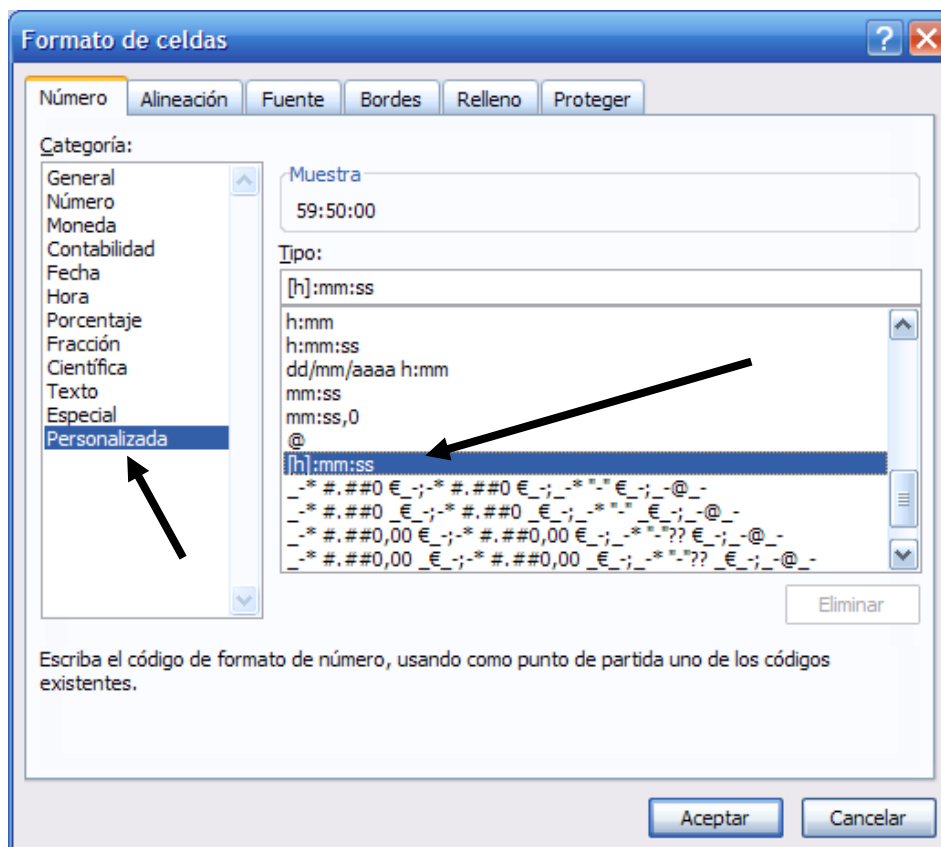 Formato de celdas
Número Alineación Fuente Bordes Relleno Proteger
Categoría:
General
Número
Moneda
Contabilidad
Fecha
Hora
Porcentaje
Fracción
Científica
Texto
Especial
Personalizada
Muestra
59:50:00
Tipo:
[h]:mm:ss
h:mm
h:mm:ss
dd/mm/aaaa h:mm
mm:ss
mm:ss,0
@
[h]:mm:ss
_-* #.##0 €_-;-* #.##0 €_-;_-* "-" €_-;_-@_-
_-* #.##0 _€_-;-* #.##0 _€_-;_-* "-" _€_-;_-@_-
_-* #.##0,00 €_-;-* #.##0,00 €_-;_-* "-"?? €_-;_-@_-
_-* #.##0,00 _€_-;-* #.##0,00 _€_-;_-* "-"?? _€_-;_-@_-
Eliminar
Escriba el código de formato de número, usando como punto de partida uno de los códigos
existentes.
Aceptar Cancelar